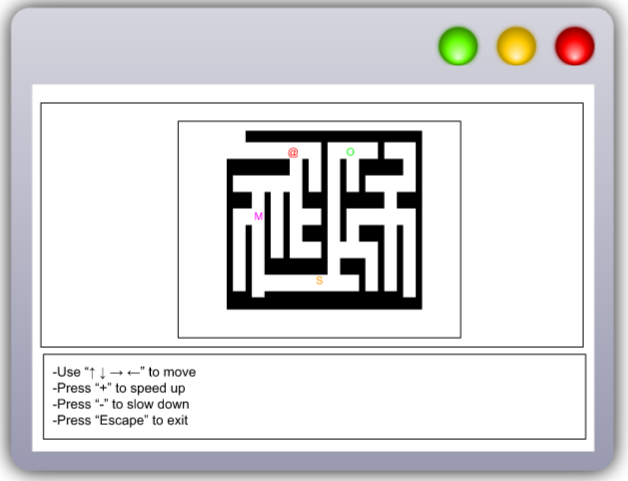 @
O
M
S
-Use “↑ ↓ → ←” to move
-Press “+” to speed up
-Press “-” to slow down
-Press “Escape” to exit